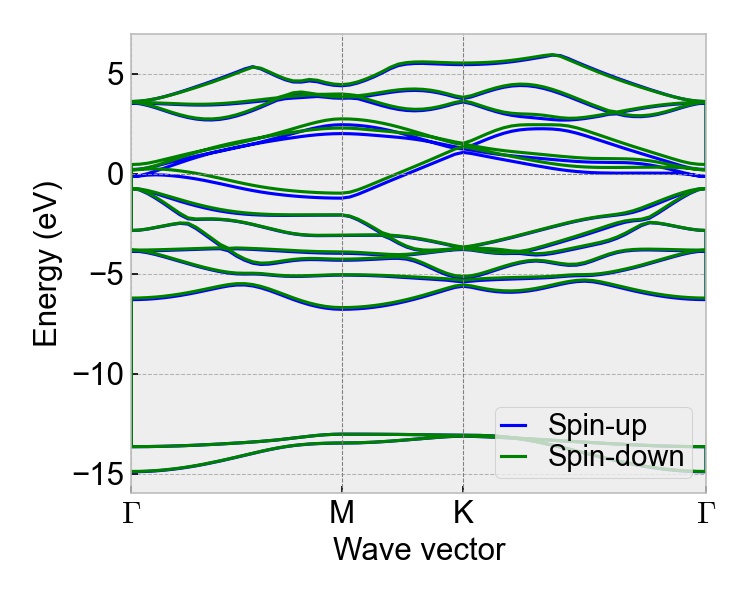 5
0
−5
−10
−15
Energy (eV)
Spin-up
Spin-down
Γ M K Γ
Wave vector